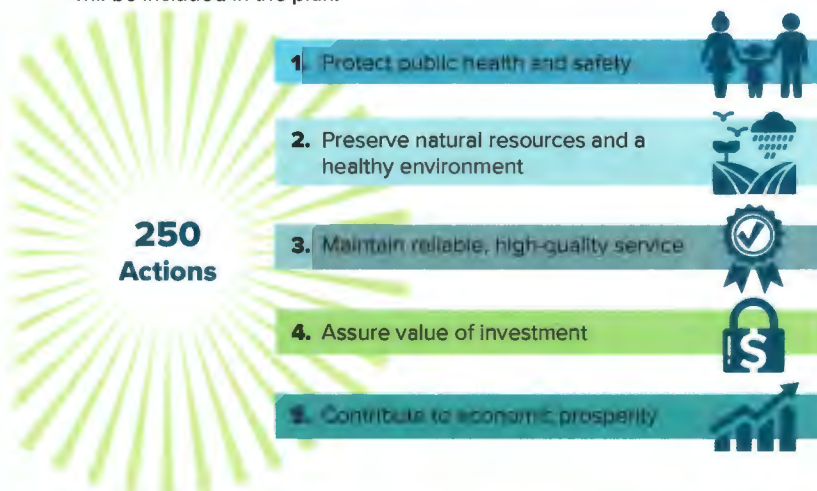 will be included in the plan.
250
Actions
1. Protect public health and safety
2. Preserve natural resources and a
healthy environment
3. Maintain reliable, high-quality service
4. Assure value of investment
$
5. Contribute to economic prosperity